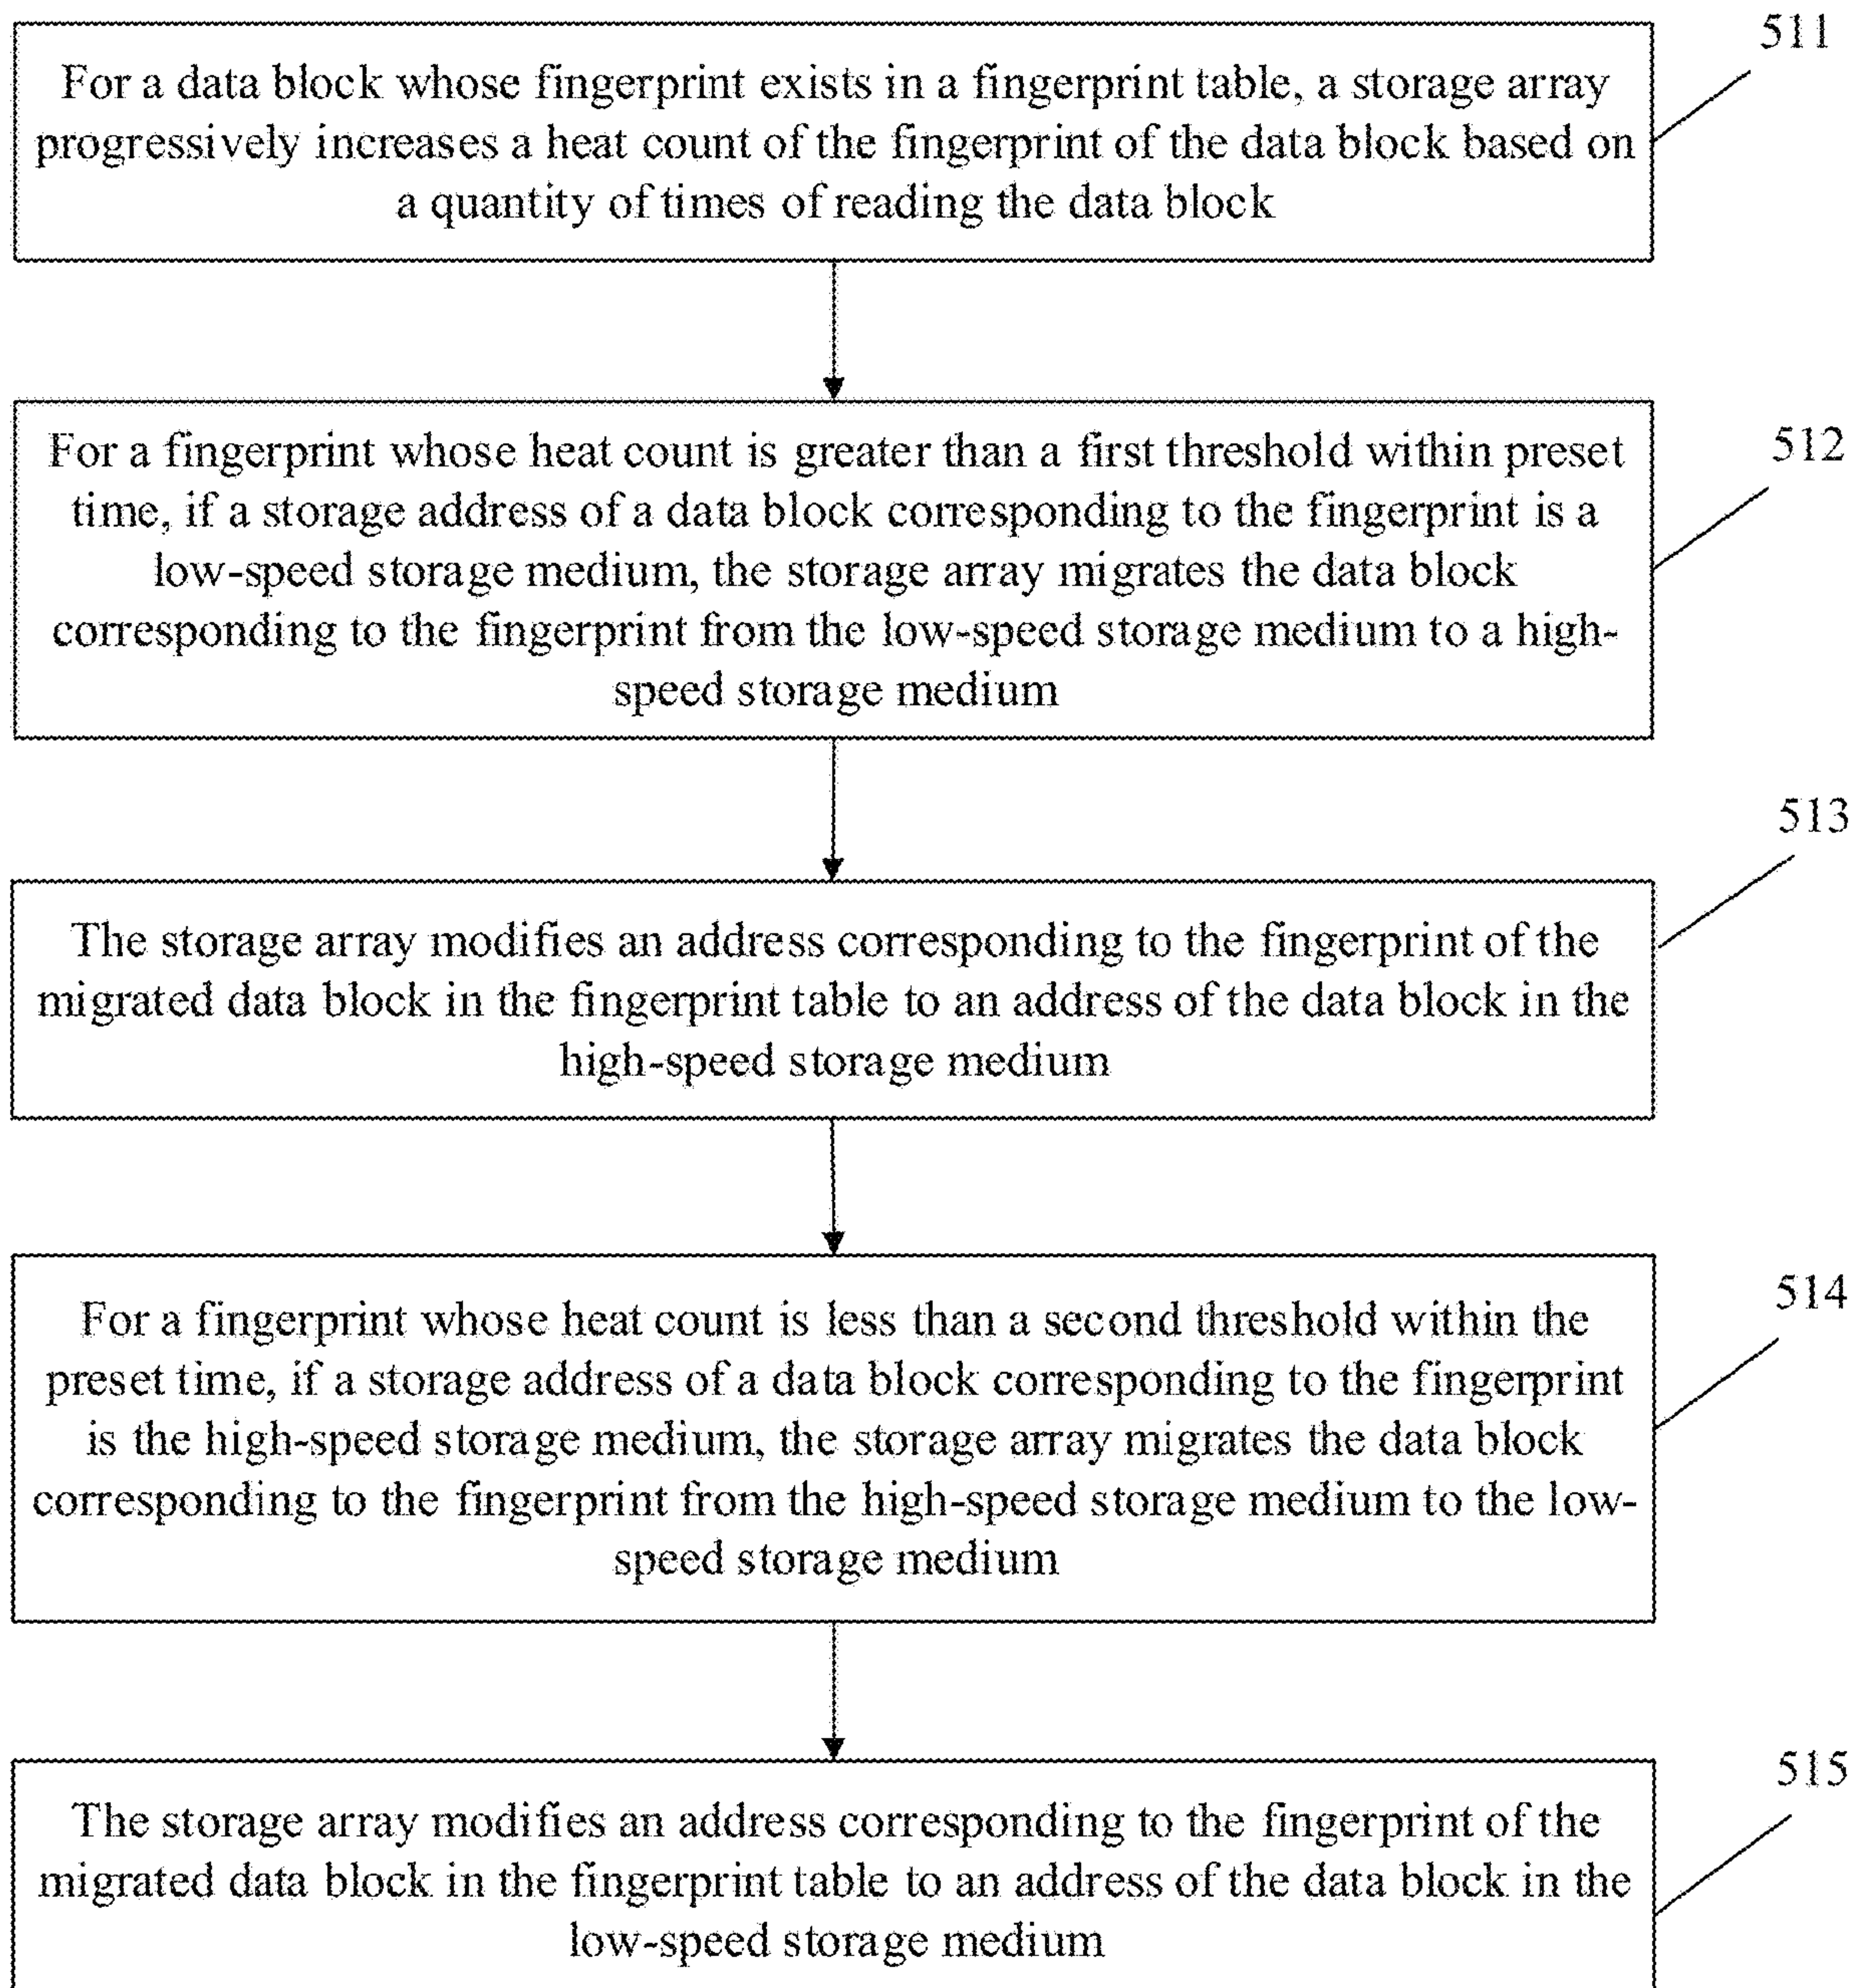 511
For a data block whose fingerprint exists in a fingerprint table, a storage array
progressively increases a heat count of the fingerprint of the data block based on
a quantity of times of reading the data block
512
For a fingerprint whose heat count is greater than a first threshold within preset
time, if a storage address of a data block corresponding to the fingerprint is a
low-speed storage medium, the storage array migrates the data block
corresponding to the fingerprint from the low-speed storage medium to a high-
speed storage medium
513
The storage array modifies an address corresponding to the fingerprint of the
migrated data block in the fingerprint table to an address of the data block in the
high-speed storage medium
514
For a fingerprint whose heat count is less than a second threshold within the
preset time, if a storage address of a data block corresponding to the fingerprint
is the high-speed storage medium, the storage array migrates the data block
corresponding to the fingerprint from the high-speed storage medium to the low-
speed storage medium
515
The storage array modifies an address corresponding to the fingerprint of the
migrated data block in the fingerprint table to an address of the data block in the
low-speed storage medium